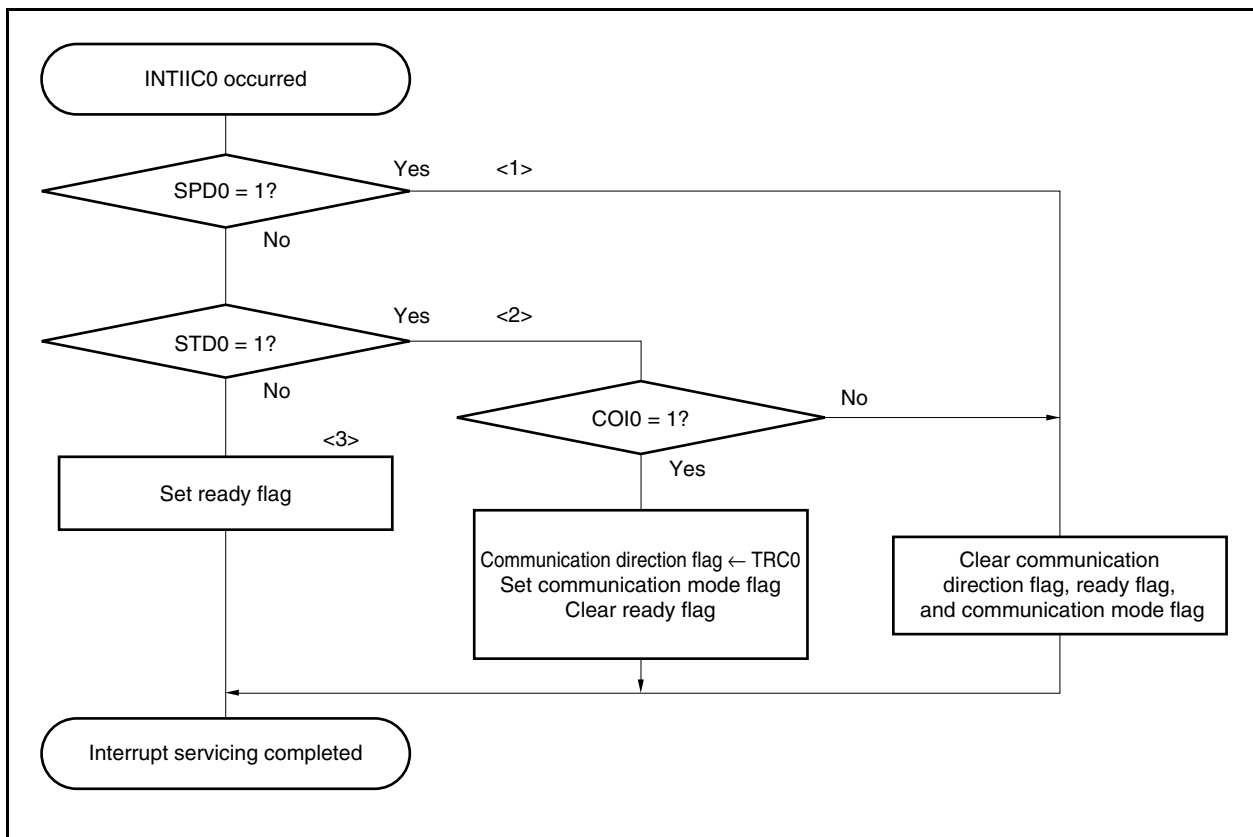 INTIIC0 occurred
Yes
<1>
SPD0 = 1?
No
Yes
<2>
STD0 = 1?
No
No
COI0 = 1?
<3>
Yes
Set ready flag
Communication direction flag ← TRC0
Set communication mode flag
Clear ready flag
Clear communication
direction flag, ready flag,
and communication mode flag
Interrupt servicing completed